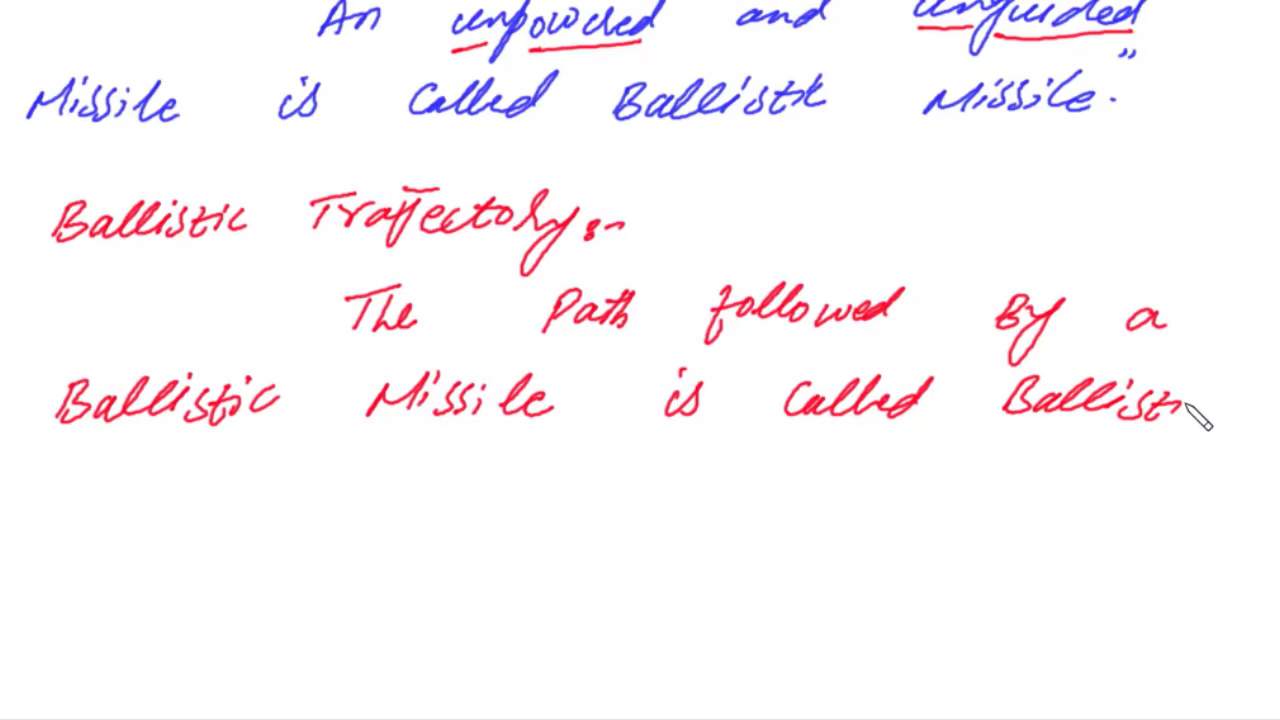 An unpowered and unguided
Missile is called Ballistic Missile."
Ballistic Trajectory:-
The Path followed By a
Ballistic Missile is called Ballist